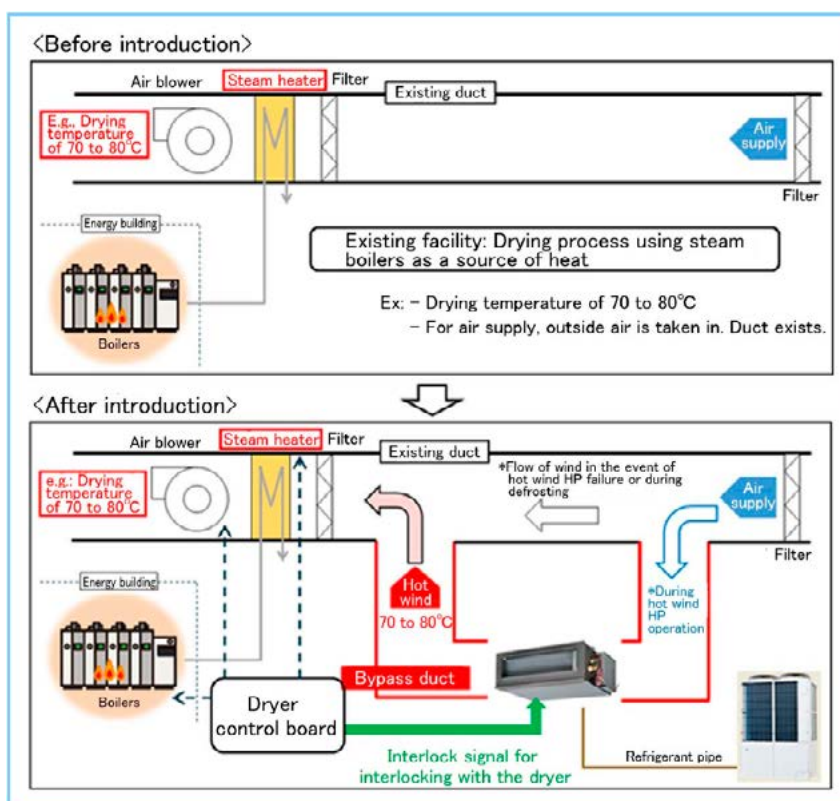 <Before introduction>
Air blower
Steam heater
Filter
Existing duct
E.g., Drying
temperature
of 70 to 80℃
Air
supply
Filter
Energy building
Boilers
Existing facility: Drying process using steam
boilers as a source of heat
Ex: - Drying temperature of 70 to 80℃
- For air supply, outside air is taken in. Duct exists.
<After introduction>
Air blower
Steam heater
Filter
Existing duct
e.g.: Drying
temperature
of 70 to 80℃
*Flow of wind in the event of
hot wind HP failure or during
defrosting
Air
supply
Filter
Energy building
Hot
wind
70 to 80℃
*During
hot wind
HP
operation
Boilers
Bypass duct
Dryer
control board
Interlock signal for
interlocking with the dryer
Refrigerant pipe